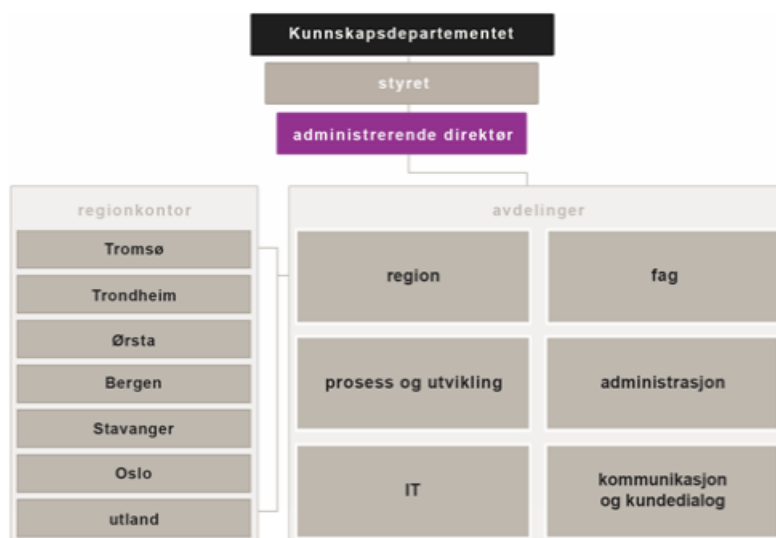 Kunnskapsdepartementet
styret
administrerende direktør
regionkontor
Tromsø
Trondheim
Ørsta
Bergen
Stavanger
Oslo
utland
avdelinger
region
fag
prosess og utvikling
administrasjon
IT
kommunikasjon
og kundedialog